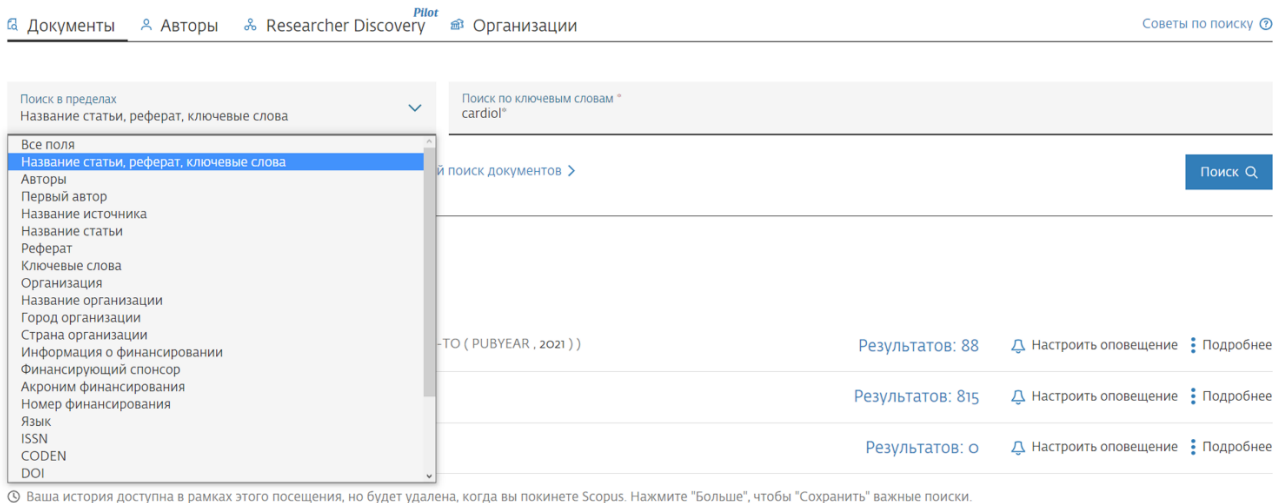 Pilot
Документы Авторы Researcher Discovery Организации Советы по поиску
Поиск в пределах
Название статьи, реферат, ключевые слова
Поиск по ключевым словам *
cardiol*
Все поля
Название статьи, реферат, ключевые слова
Авторы
Первый автор
Название источника
Название статьи
Реферат
Ключевые слова
Организация
Название организации
Город организации
Страна организации
Информация о финансировании
Финансирующий спонсор
Акроним финансирования
Номер финансирования
Язык
ISSN
CODEN
DOI
й поиск документов >
Поиск
-TO ( PUBYEAR , 2021 ) ) Результатов: 88 Настроить оповещение Подробнее
Результатов: 815 Настроить оповещение Подробнее
Результатов: 0 Настроить оповещение Подробнее
Ваша история доступна в рамках этого посещения, но будет удалена, когда вы покинете Scopus. Нажмите "Больше", чтобы "Сохранить" важные поиски.